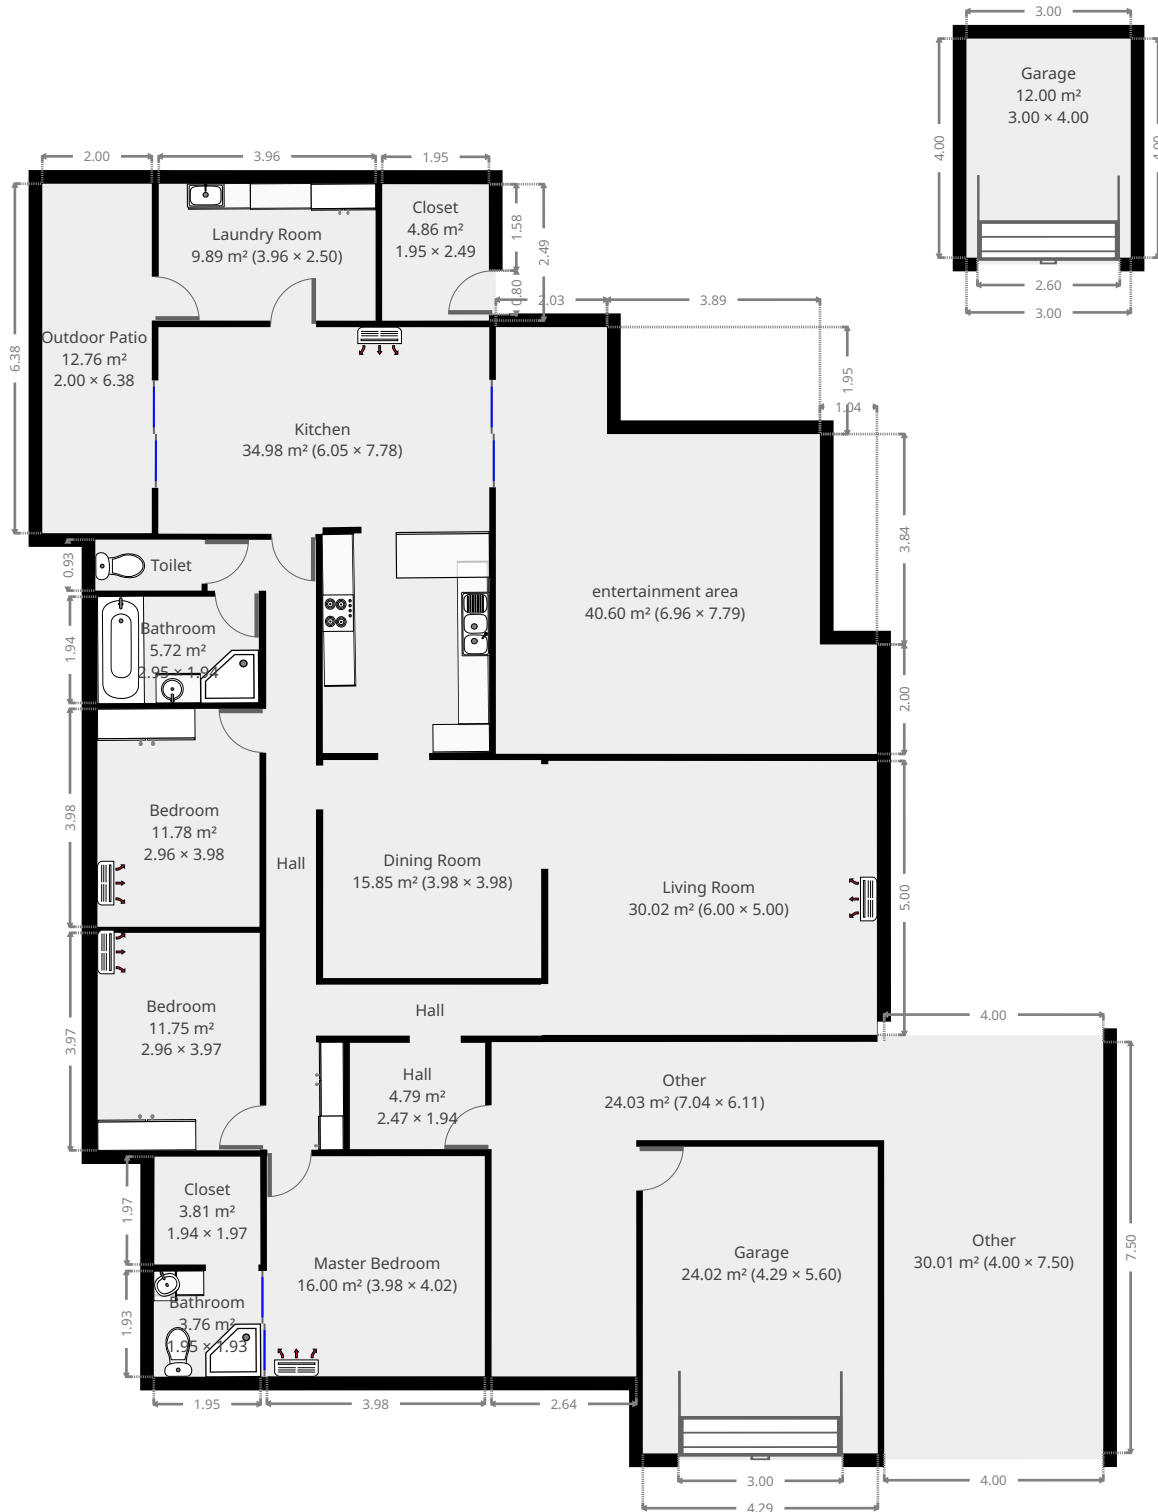 3.00
Garage
12.00 m²
3.00 × 4.00
4.00
4.00
2.60
3.00
2.00
3.96
1.95
Closet
4.86 m²
1.95 × 2.49
Laundry Room
9.89 m² (3.96 × 2.50)
1.58
2.49
0.80
2.03
3.89
Outdoor Patio
12.76 m²
2.00 × 6.38
6.38
1.95
1.04
Kitchen
34.98 m² (6.05 × 7.78)
3.84
0.93
Toilet
entertainment area
40.60 m² (6.96 × 7.79)
Bathroom
5.72 m²
2.95 × 1.94
1.94
2.00
Bedroom
11.78 m²
2.96 × 3.98
3.98
Hall
Dining Room
15.85 m² (3.98 × 3.98)
Living Room
30.02 m² (6.00 × 5.00)
5.00
Bedroom
11.75 m²
2.96 × 3.97
3.97
Hall
4.00
Hall
4.79 m²
2.47 × 1.94
Other
24.03 m² (7.04 × 6.11)
Closet
3.81 m²
1.94 × 1.97
1.97
Master Bedroom
16.00 m² (3.98 × 4.02)
Garage
24.02 m² (4.29 × 5.60)
Other
30.01 m² (4.00 × 7.50)
7.50
Bathroom
3.76 m²
1.95 × 1.93
1.93
1.95
3.98
2.64
3.00
4.00
4.29